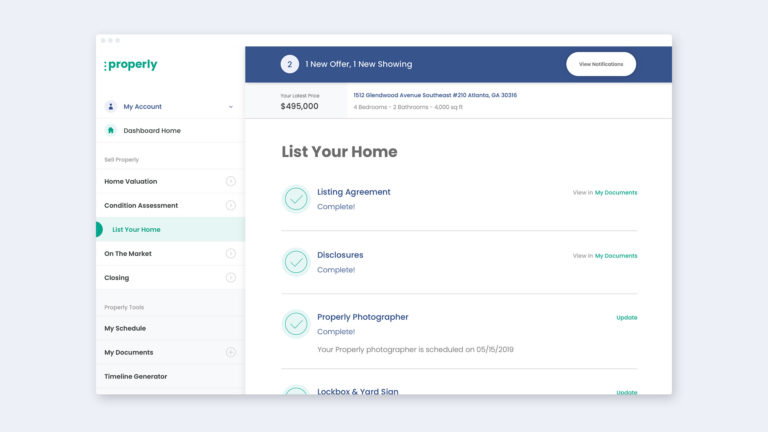 properly
My Account
Dashboard Home
Sell Properly
Home Valuation
Condition Assessment
List Your Home
On The Market
Closing
Properly Tools
My Schedule
My Documents
Timeline Generator
2
1 New Offer, 1 New Showing
View Notifications
Your Latest Price
$495,000
1512 Glendwood Avenue Southeast #210 Atlanta, GA 30316
4 Bedrooms - 2 Bathrooms - 4,000 sq ft
List Your Home
Listing Agreement
View In My Documents
Complete!
Disclosures
View In My Documents
Complete!
Properly Photographer
Update
Complete!
Your Properly photographer is scheduled on 05/15/2019
Lockbox & Yard Sign
Update